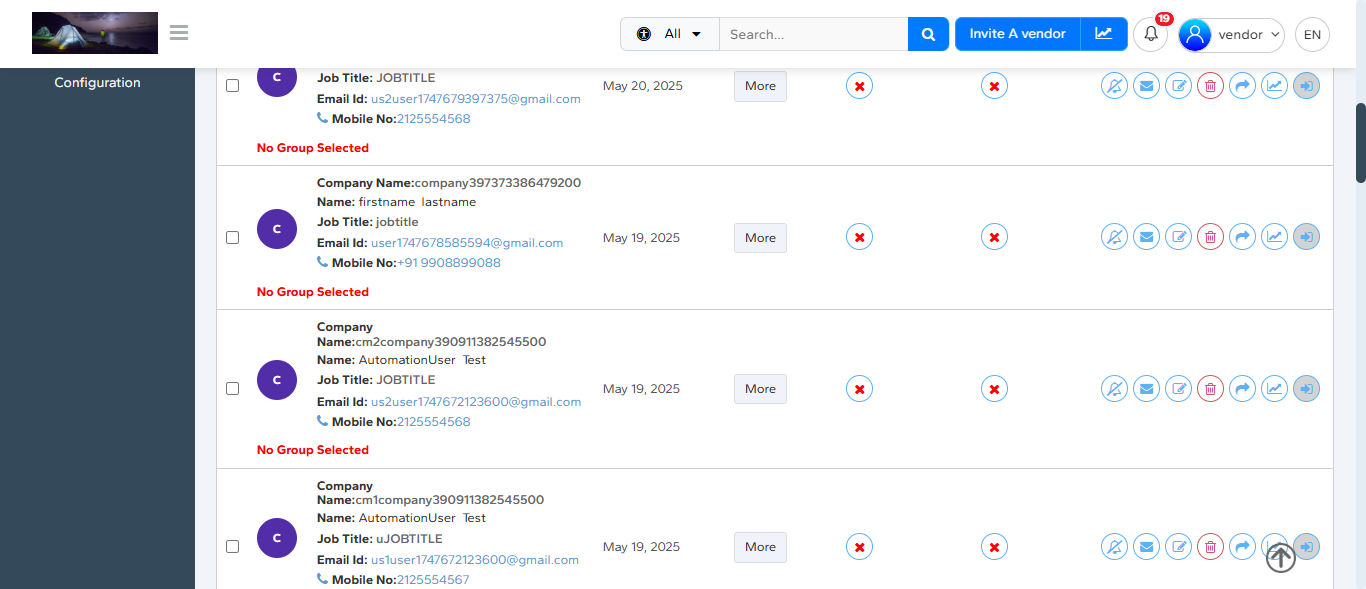 All
Search...
Invite A vendor
19
vendor
EN
Configuration
C
Job Title: JOBTITLE
Email Id: us2user1747679397375@gmail.com
Mobile No:2125554568
No Group Selected
May 20, 2025
More
C
Company Name:company397373386479200
Name: firstname lastname
Job Title: jobtitle
Email Id: user1747678585594@gmail.com
Mobile No:+91 9908899088
No Group Selected
May 19, 2025
More
C
Company
Name:cm2company390911382545500
Name: AutomationUser Test
Job Title: JOBTITLE
Email Id: us2user1747672123600@gmail.com
Mobile No:2125554568
No Group Selected
May 19, 2025
More
C
Company
Name:cm1company390911382545500
Name: AutomationUser Test
Job Title: uJOBTITLE
Email Id: us1user1747672123600@gmail.com
Mobile No:2125554567
May 19, 2025
More